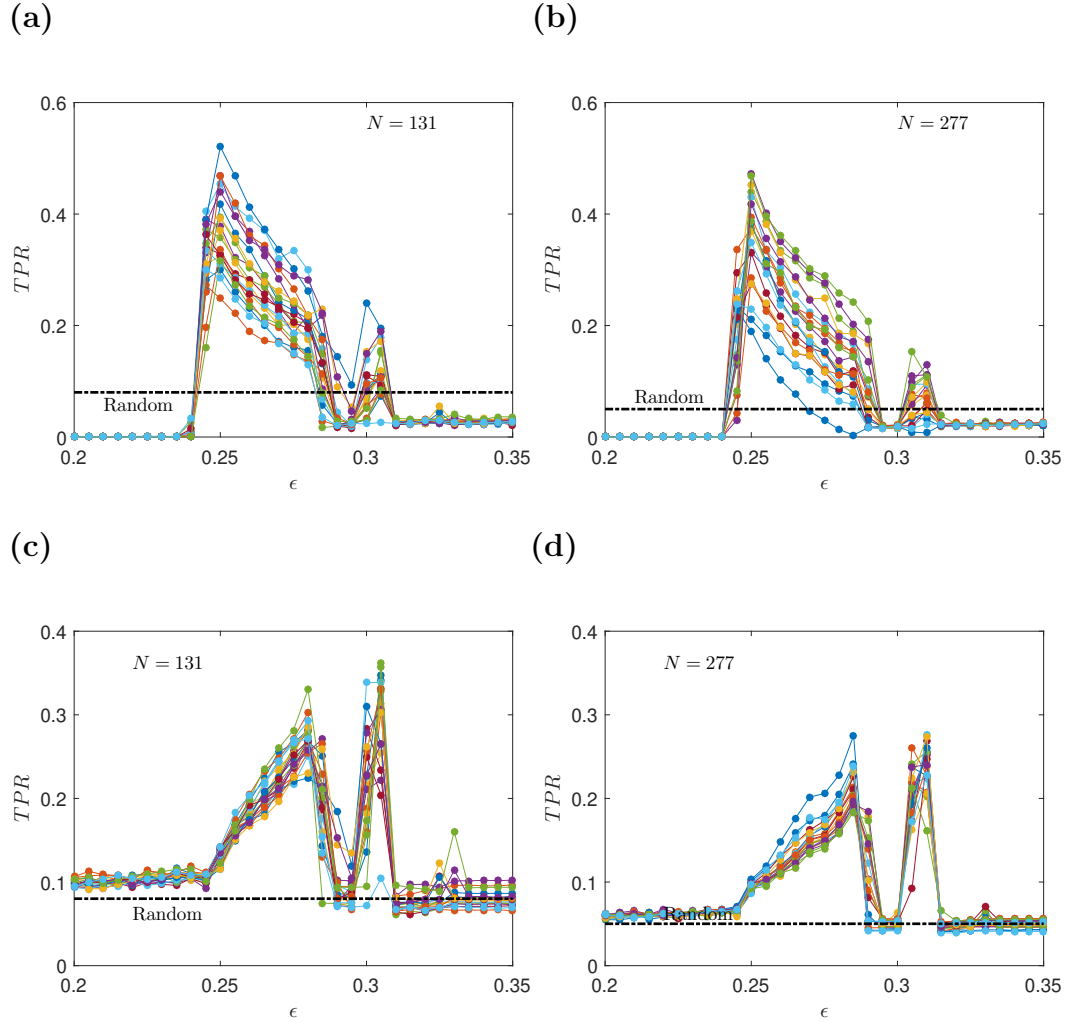 (a)
(b)
0.6
N = 131
0.4
TPR
0.2
Random
0
0.2
0.25
0.3
0.35
ϵ
0.6
N = 277
0.4
TPR
0.2
Random
0
0.2
0.25
0.3
0.35
ϵ
(c)
(d)
0.4
N = 131
0.3
TPR
0.2
0.1
Random
0
0.2
0.25
0.3
0.35
ϵ
0.4
N = 277
0.3
TPR
0.2
0.1
Random
0
0.2
0.25
0.3
0.35
ϵ